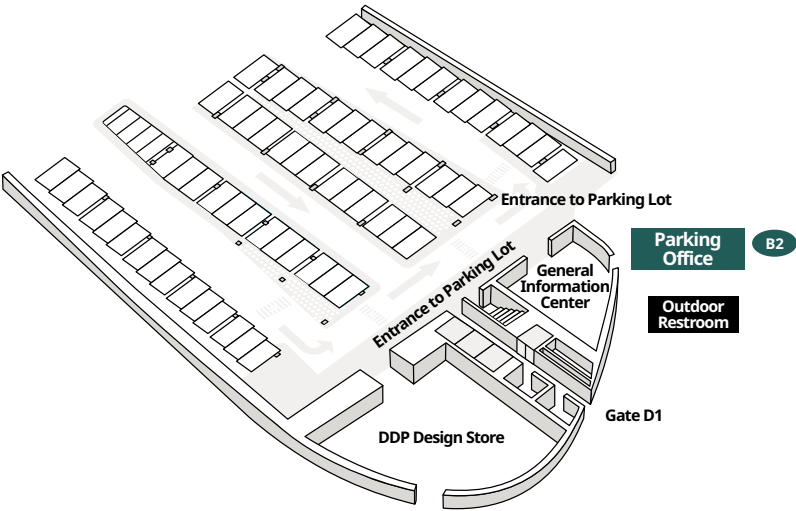 Entrance to Parking Lot
Parking
Office
B2
Entrance to Parking Lot
General
Information
Center
Outdoor
Restroom
Gate D1
DDP Design Store